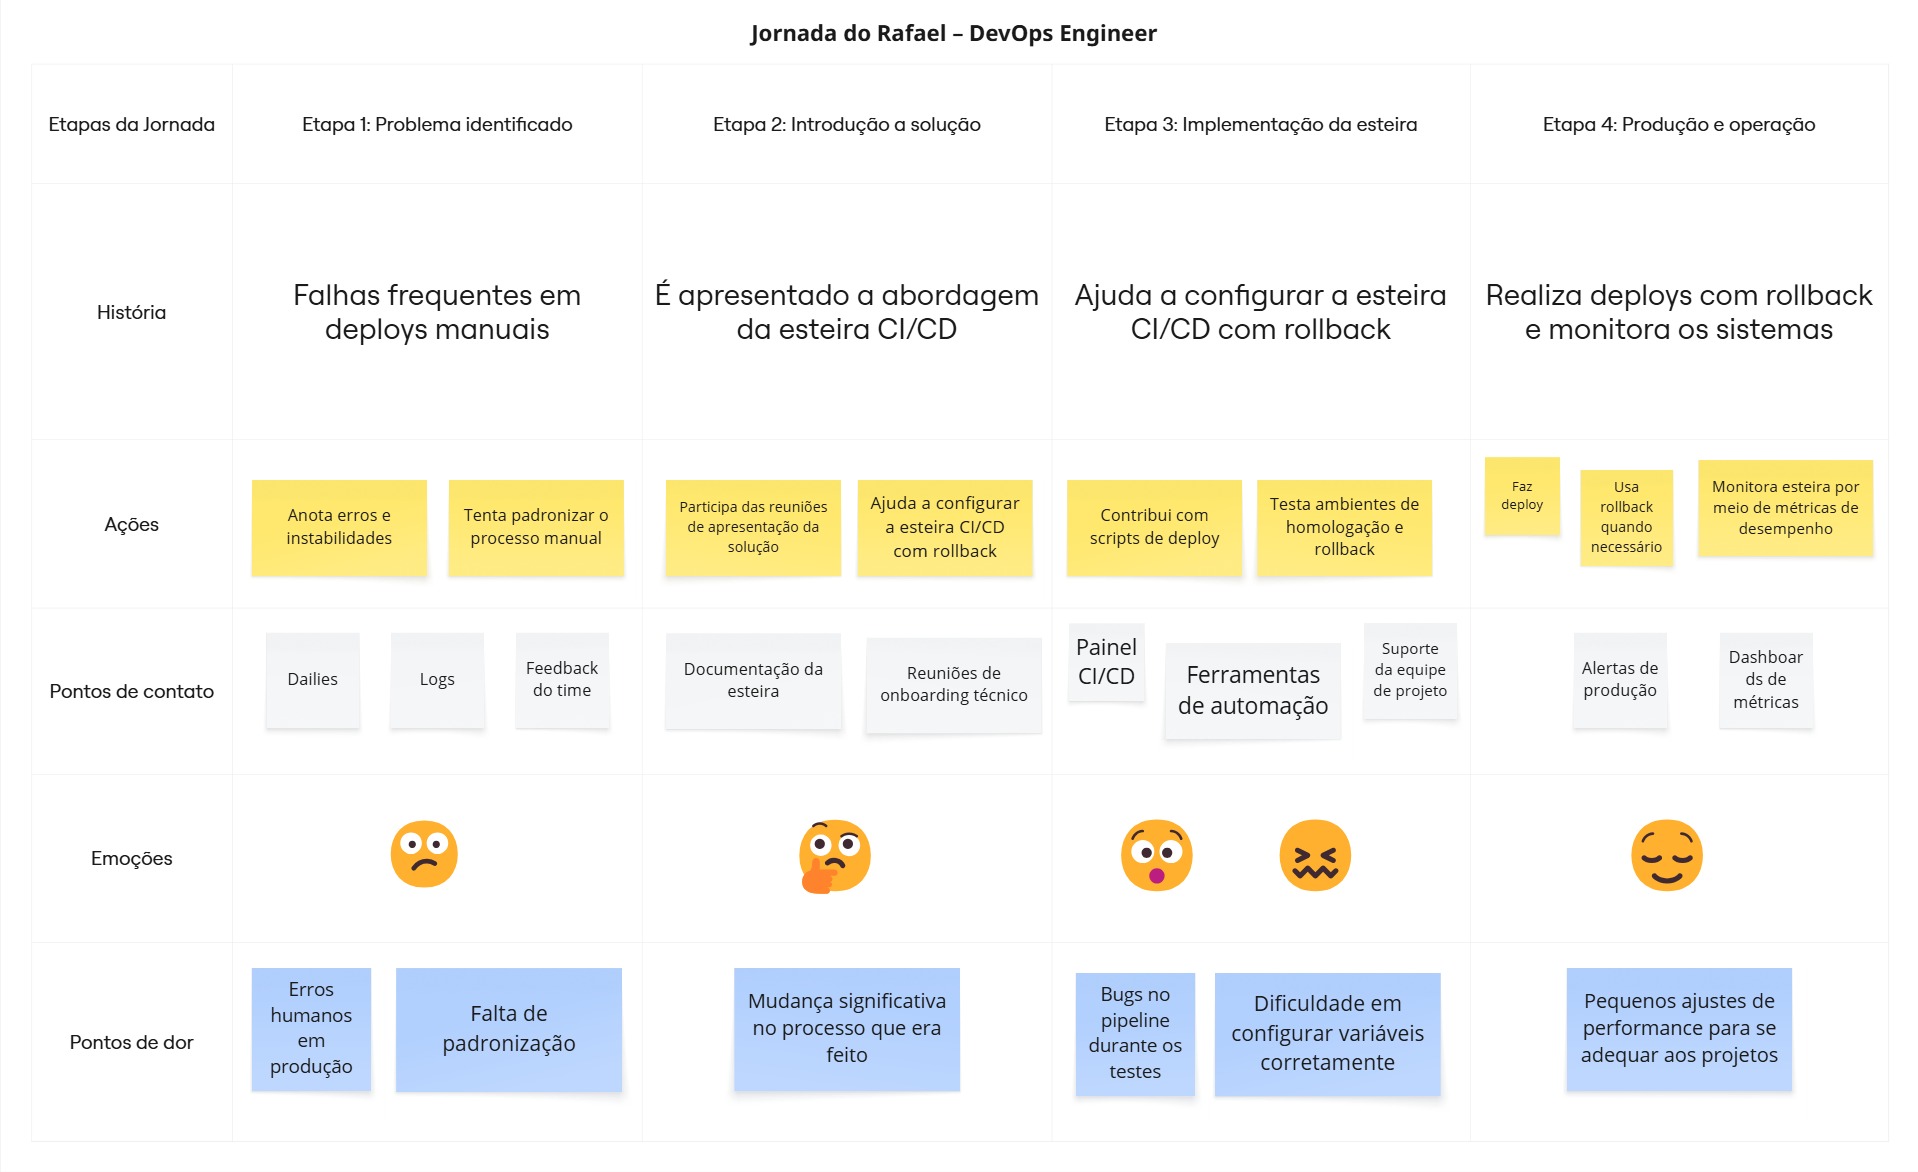 Jornada do Rafael – DevOps Engineer
Etapas da Jornada
Etapa 1: Problema identificado
Etapa 2: Introdução a solução
Etapa 3: Implementação da esteira
Etapa 4: Produção e operação
História
Falhas frequentes em
deploys manuais
É apresentado a abordagem
da esteira CI/CD
Ajuda a configurar a esteira
CI/CD com rollback
Realiza deploys com rollback
e monitora os sistemas
Ações
Anota erros e
instabilidades
Tenta padronizar o
processo manual
Participa das reuniões
de apresentação da
solução
Ajuda a configurar
a esteira CI/CD
com rollback
Contribui com
scripts de deploy
Testa ambientes de
homologação e
rollback
Faz
deploy
Usa
rollback
quando
necessário
Monitora esteira por
meio de métricas de
desempenho
Pontos de contato
Dailies
Logs
Feedback
do time
Documentação da
esteira
Reuniões de
onboarding técnico
Painel
CI/CD
Ferramentas
de automação
Suporte
da equipe
de projeto
Alertas de
produção
Dashboar
ds de
métricas
Emoções
Pontos de dor
Erros
humanos
em
produção
Falta de
padronização
Mudança significativa
no processo que era
feito
Bugs no
pipeline
durante os
testes
Dificuldade em
configurar variáveis
corretamente
Pequenos ajustes de
performance para se
adequar aos projetos